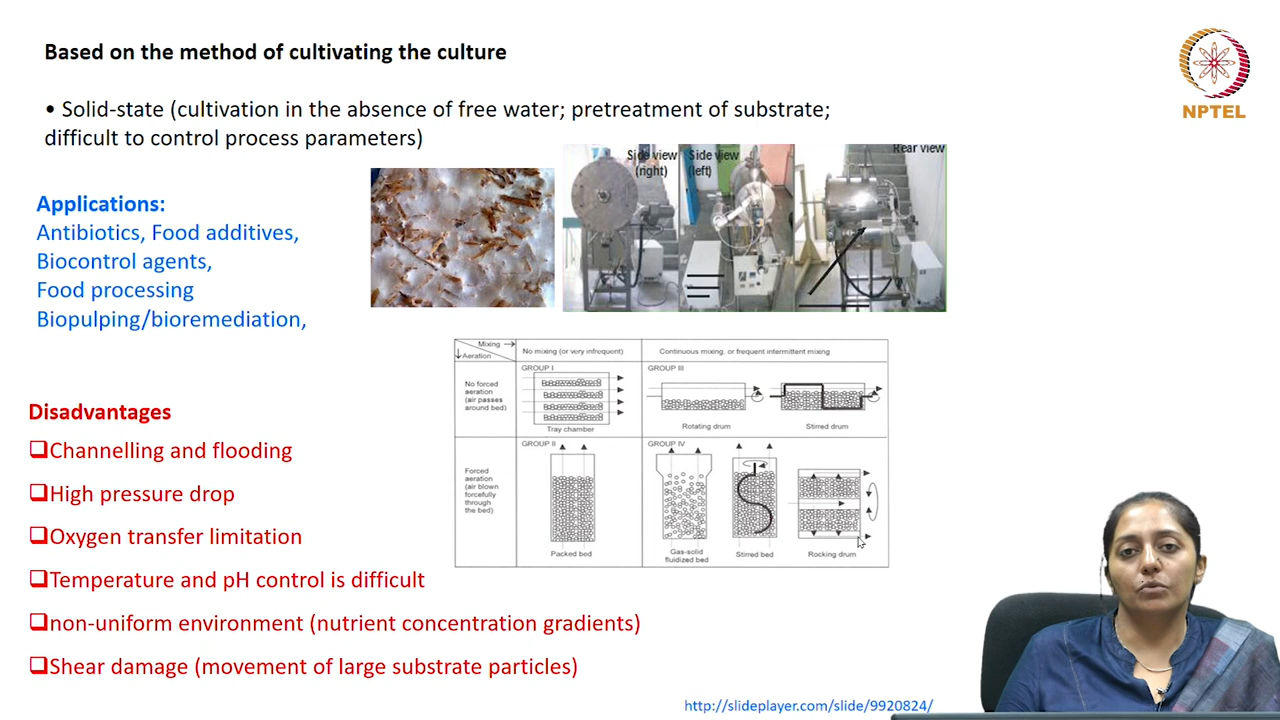 Based on the method of cultivating the culture
NPTEL
• Solid-state (cultivation in the absence of free water; pretreatment of substrate;
difficult to control process parameters)
Side view
(right)
Side view
(left)
Rear view
Applications:
Antibiotics, Food additives,
Biocontrol agents,
Food processing
Biopulping/bioremediation,
Mixing
Aeration
No mixing (or very infrequent)
Continuous mixing, or frequent intermittent mixing
No forced
aeration
(air passes
around bed)
GROUP I
Tray chamber
GROUP III
Rotating drum
Stirred drum
Forced
aeration
(air blown
forcefully
through
the bed)
GROUP II
Packed bed
GROUP IV
Gas-solid
fluidized bed
Stirred bed
Rocking drum
Disadvantages
❑Channelling and flooding
❑High pressure drop
❑Oxygen transfer limitation
❑Temperature and pH control is difficult
❑non-uniform environment (nutrient concentration gradients)
❑Shear damage (movement of large substrate particles)
http://slideplayer.com/slide/9920824/